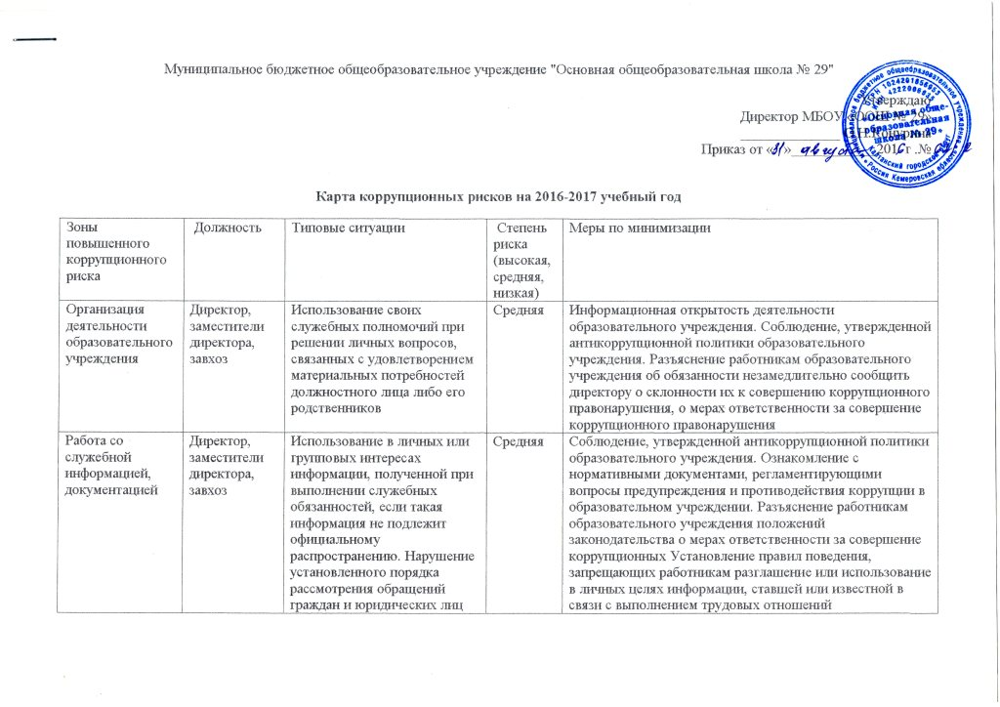 Муниципальное бюджетное общеобразовательное учреждение "Основная общеобразовательная школа № 29"
Утверждаю
Директор МБОУ «ООШ № 29»
Приказ от «31» августа 2016 г. №
Карта коррупционных рисков на 2016-2017 учебный год
Зоны
повышенного
коррупционного
риска
Должность
Типовые ситуации
Степень
риска
(высокая,
средняя,
низкая)
Меры по минимизации
Организация
деятельности
образовательного
учреждения
Директор,
заместители
директора,
завхоз
Использование своих
служебных полномочий при
решении личных вопросов,
связанных с удовлетворением
материальных потребностей
должностного лица либо его
родственников
Средняя
Информационная открытость деятельности
образовательного учреждения. Соблюдение, утвержденной
антикоррупционной политики образовательного
учреждения. Разъяснение работникам образовательного
учреждения об обязанности незамедлительно сообщить
директору о склонности их к совершению коррупционного
правонарушения, о мерах ответственности за совершение
коррупционного правонарушения
Работа со
служебной
информацией,
документацией
Директор,
заместители
директора,
завхоз
Использование в личных или
групповых интересах
информации, полученной при
выполнении служебных
обязанностей, если такая
информация не подлежит
официальному
распространению. Нарушение
установленного порядка
рассмотрения обращений
граждан и юридических лиц
Средняя
Соблюдение, утвержденной антикоррупционной политики
образовательного учреждения. Ознакомление с
нормативными документами, регламентирующими
вопросы предупреждения и противодействия коррупции в
образовательном учреждении. Разъяснение работникам
образовательного учреждения положений
законодательства о мерах ответственности за совершение
коррупционных Установление правил поведения,
запрещающих работникам разглашение или использование
в личных целях информации, ставшей или известной в
связи с выполнением трудовых отношений
«Основная обще-
образовательная
школа № 29»